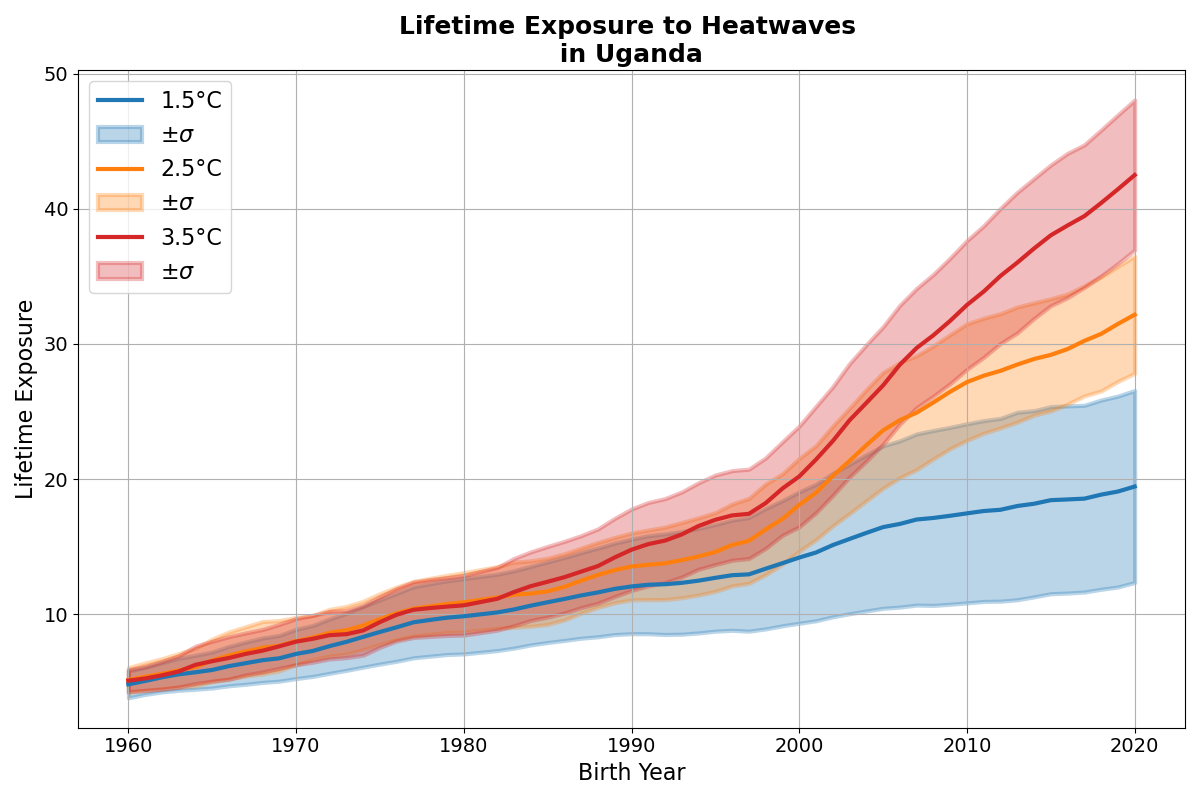 Lifetime Exposure to Heatwaves
in Uganda
50
40
30
20
10
1.5°C
±σ
2.5°C
±σ
3.5°C
±σ
Lifetime Exposure
1960 1970 1980 1990 2000 2010 2020
Birth Year